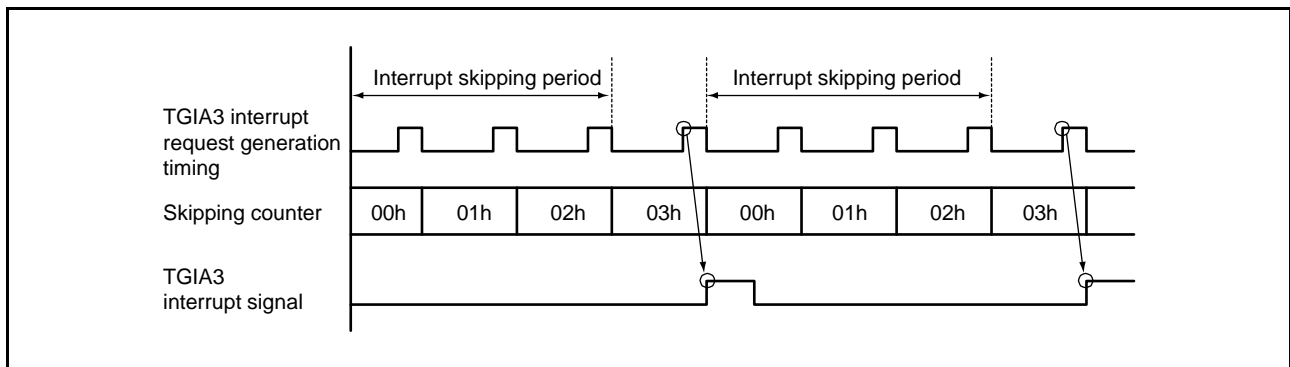 Interrupt skipping period
Interrupt skipping period
TGIA3 interrupt
request generation
timing
Skipping counter
00h
01h
02h
03h
00h
01h
02h
03h
TGIA3
interrupt signal